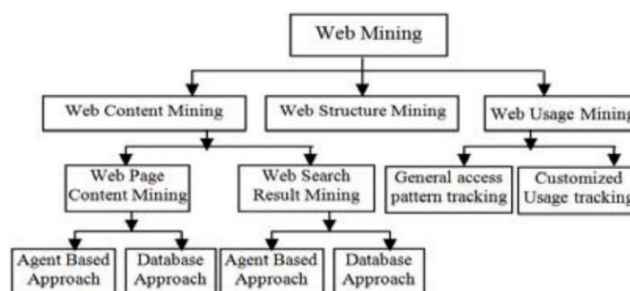 Web Mining
Web Content Mining
Web Structure Mining
Web Usage Mining
Web Page
Content Mining
Web Search
Result Mining
General access
pattern tracking
Customized
Usage tracking
Agent Based
Approach
Database
Approach
Agent Based
Approach
Database
Approach